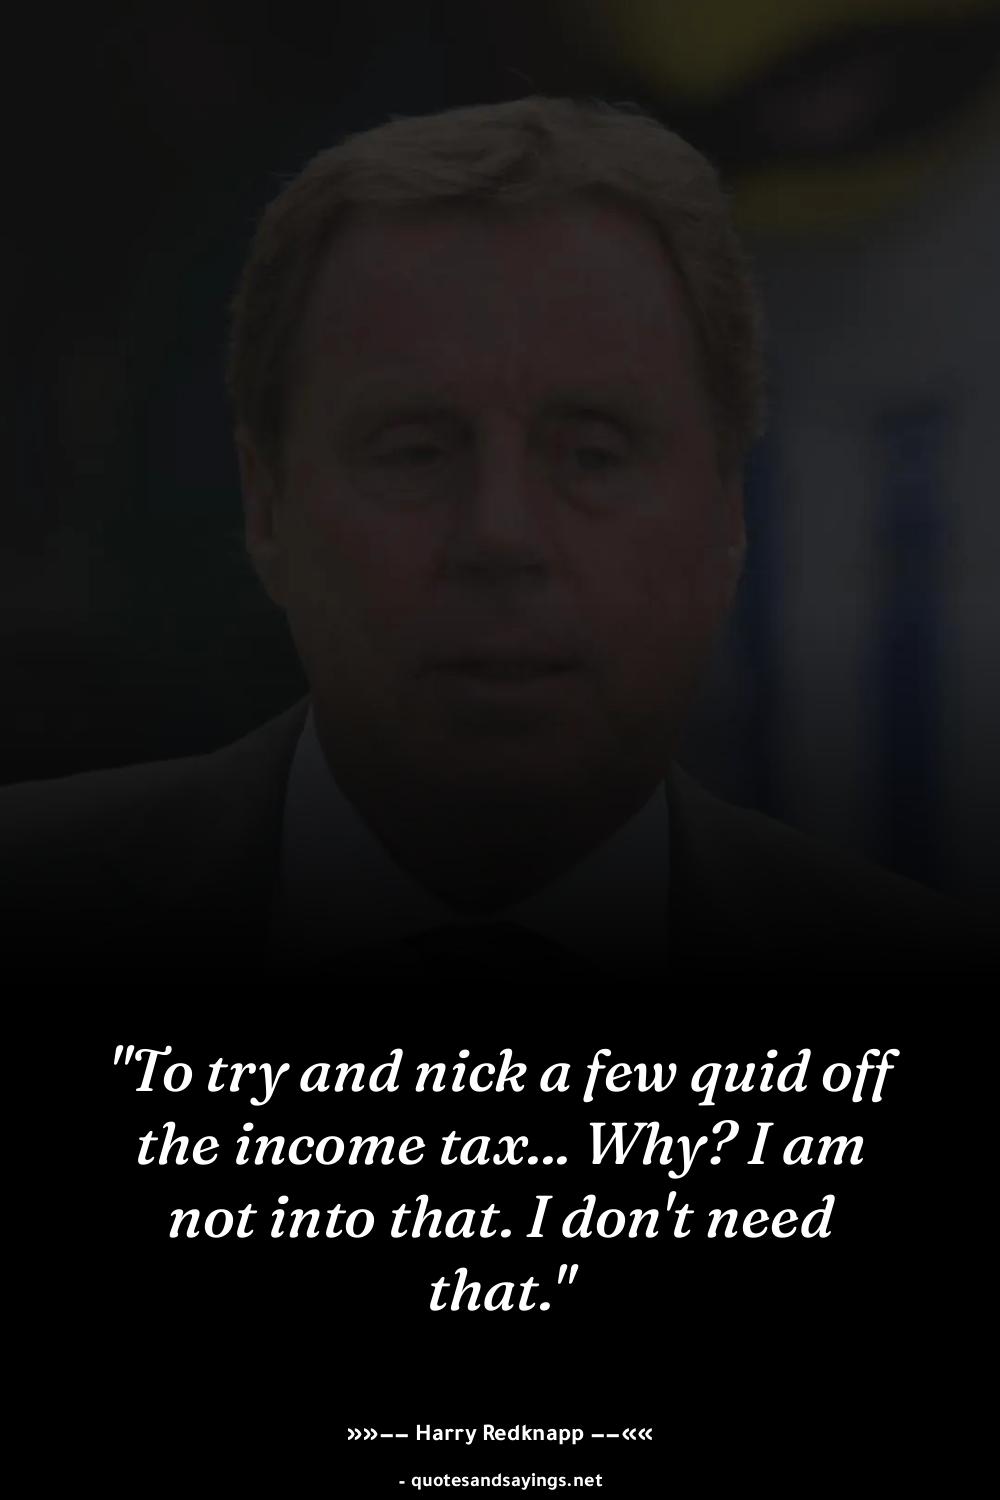 "To try and nick a few quid off
the income tax... Why? I am
not into that. I don't need
that."
»»–– Harry Redknapp ––««
- quotesandsayings.net